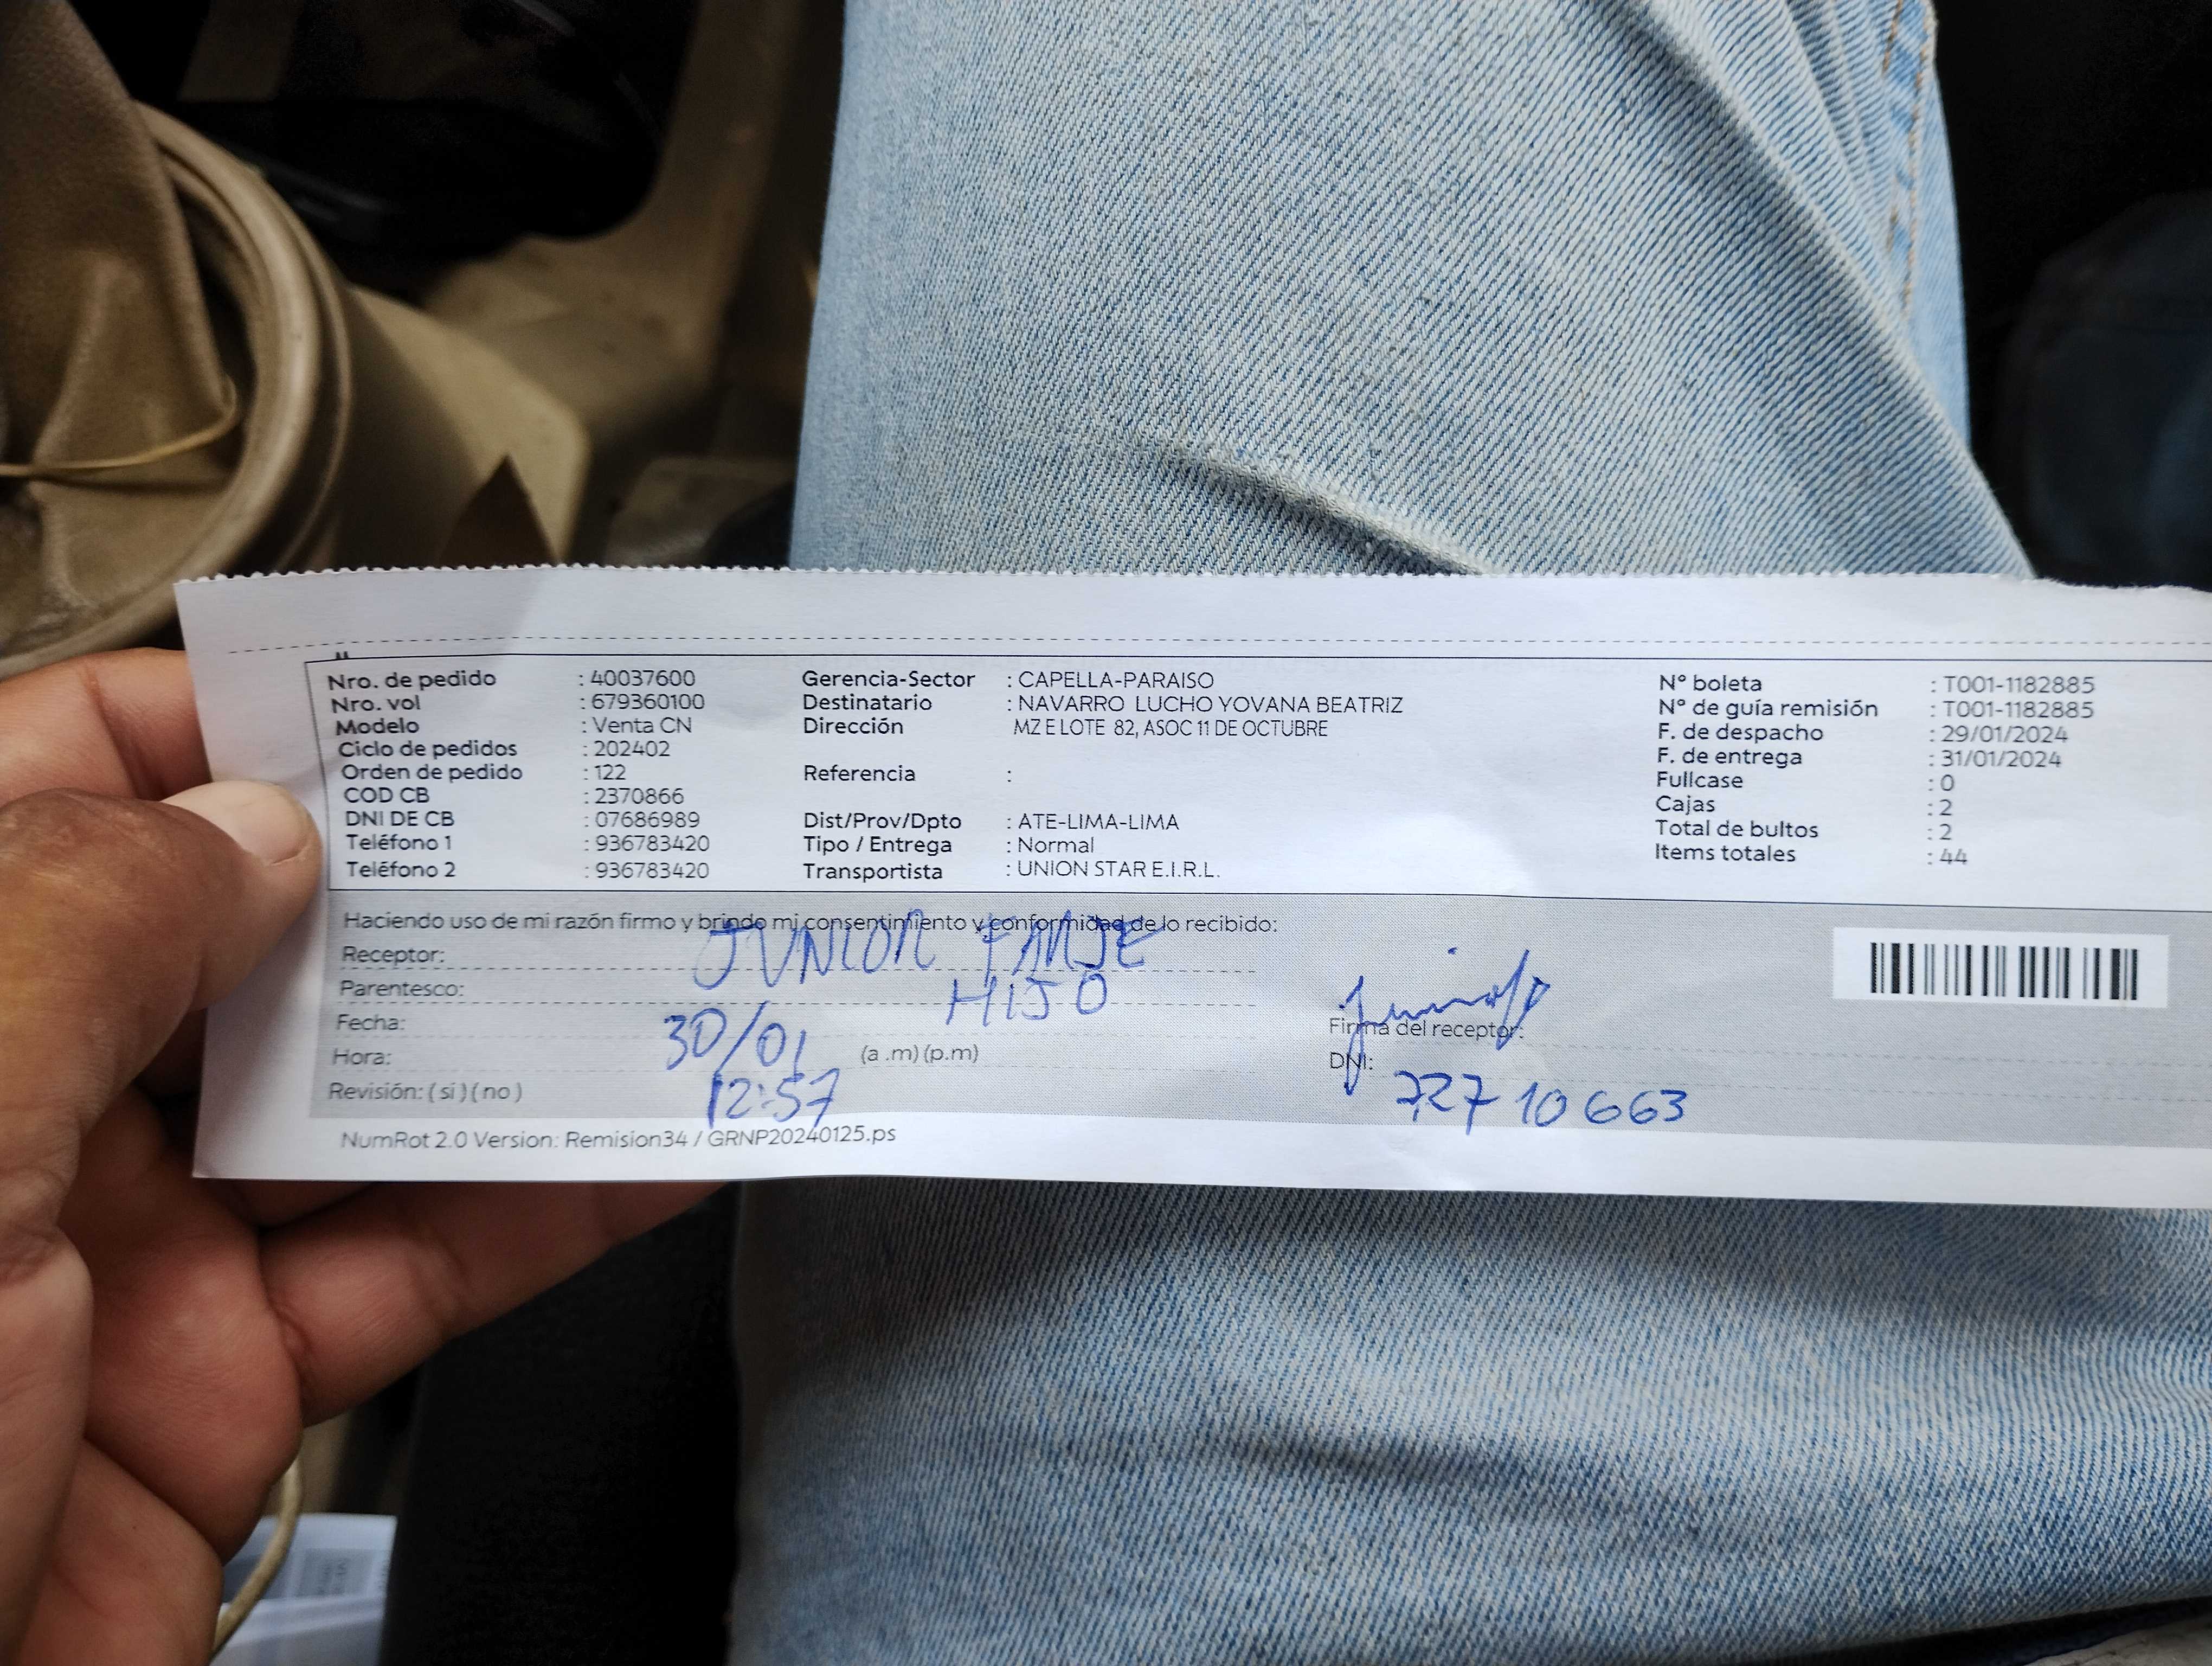 Nro. de pedido : 40037600 Gerencia-Sector : CAPELLA-PARAISO N° boleta : T001-1182885
Nro. vol : 679360100 Destinatario : NAVARRO LUCHO YOVANA BEATRIZ N° de guía remisión : T001-1182885
Modelo : Venta CN Dirección MZ E LOTE 82, ASOC 11 DE OCTUBRE F. de despacho : 29/01/2024
Ciclo de pedidos : 202402 F. de entrega : 31/01/2024
Orden de pedido : 122 Referencia : Fullcase : 0
COD CB : 2370866 Cajas : 2
DNI DE CB : 07686989 Dist/Prov/Dpto : ATE-LIMA-LIMA Total de bultos : 2
Teléfono 1 : 936783420 Tipo / Entrega : Normal Items totales : 44
Teléfono 2 : 936783420 Transportista : UNION STAR E.I.R.L.
Haciendo uso de mi razón firmo y brindo mi consentimiento y conformidad de lo recibido:
Receptor: JUNIOR
Parentesco: HIJO
Fecha: 30/01 Firma del receptor:
Hora: 12:57 (a .m) (p.m) DNI: 72710663
Revisión: ( si ) ( no )
NumRot 2.0 Version: Remision34 / GRNP20240125.ps